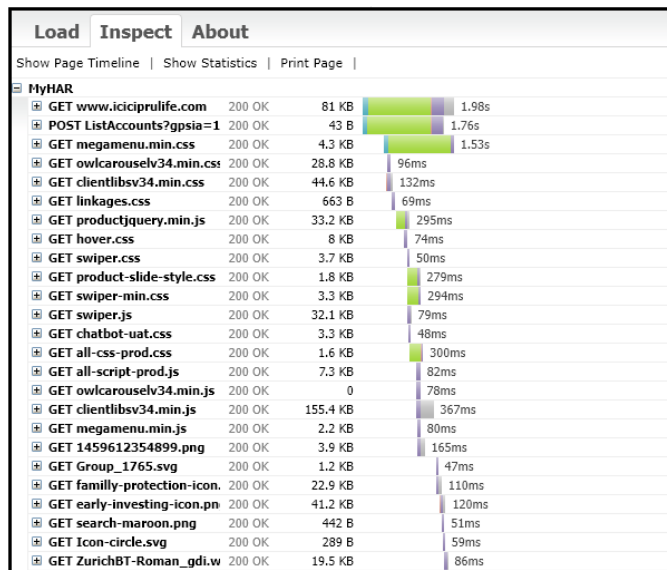 Load Inspect About
Show Page Timeline | Show Statistics | Print Page |
MyHAR
GET www.iciciprulife.com 200 OK 81 KB 1.98s
POST ListAccounts?gpsia=1 200 OK 43 B 1.76s
GET megamenu.min.css 200 OK 4.3 KB 1.53s
GET owlcarouselv34.min.css 200 OK 28.8 KB 96ms
GET clientlibsv34.min.css 200 OK 44.6 KB 132ms
GET linkages.css 200 OK 663 B 69ms
GET productjquery.min.js 200 OK 33.2 KB 295ms
GET hover.css 200 OK 8 KB 74ms
GET swiper.css 200 OK 3.7 KB 50ms
GET product-slide-style.css 200 OK 1.8 KB 279ms
GET swiper-min.css 200 OK 3.3 KB 294ms
GET swiper.js 200 OK 32.1 KB 79ms
GET chatbot-uat.css 200 OK 3.3 KB 48ms
GET all-css-prod.css 200 OK 1.6 KB 300ms
GET all-script-prod.js 200 OK 7.3 KB 82ms
GET owlcarouselv34.min.js 200 OK 0 78ms
GET clientlibsv34.min.js 200 OK 155.4 KB 367ms
GET megamenu.min.js 200 OK 2.2 KB 80ms
GET 1459612354899.png 200 OK 3.9 KB 165ms
GET Group_1765.svg 200 OK 1.2 KB 47ms
GET familly-protection-icon. 200 OK 22.9 KB 110ms
GET early-investing-icon.pn 200 OK 41.2 KB 120ms
GET search-maroon.png 200 OK 442 B 51ms
GET Icon-circle.svg 200 OK 289 B 59ms
GET ZurichBT-Roman_gdi.w 200 OK 19.5 KB 86ms